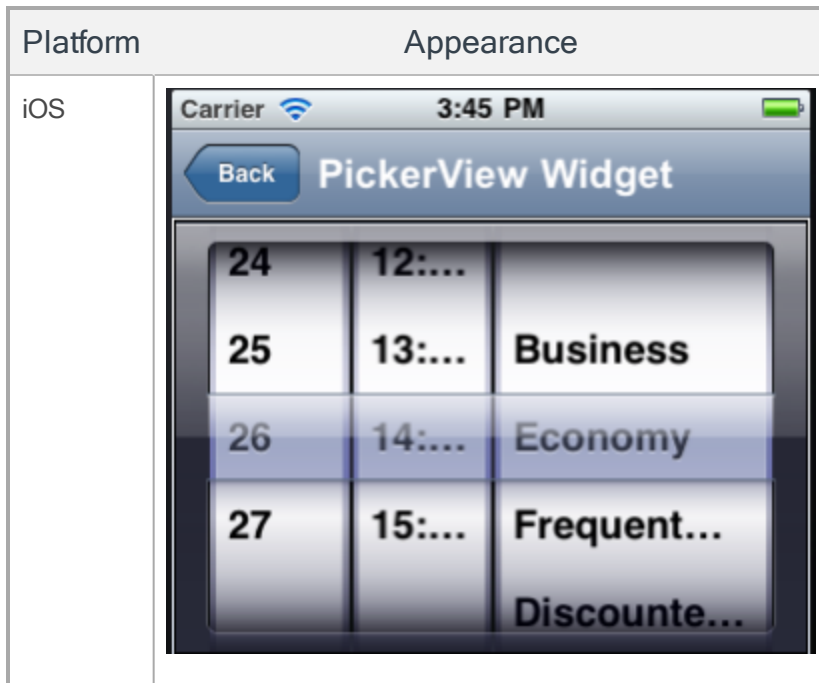 Platform Appearance
iOS
Carrier 3:45 PM
Back PickerView Widget
24 12:...
25 13:... Business
26 14:... Economy
27 15:... Frequent...
Discounte...